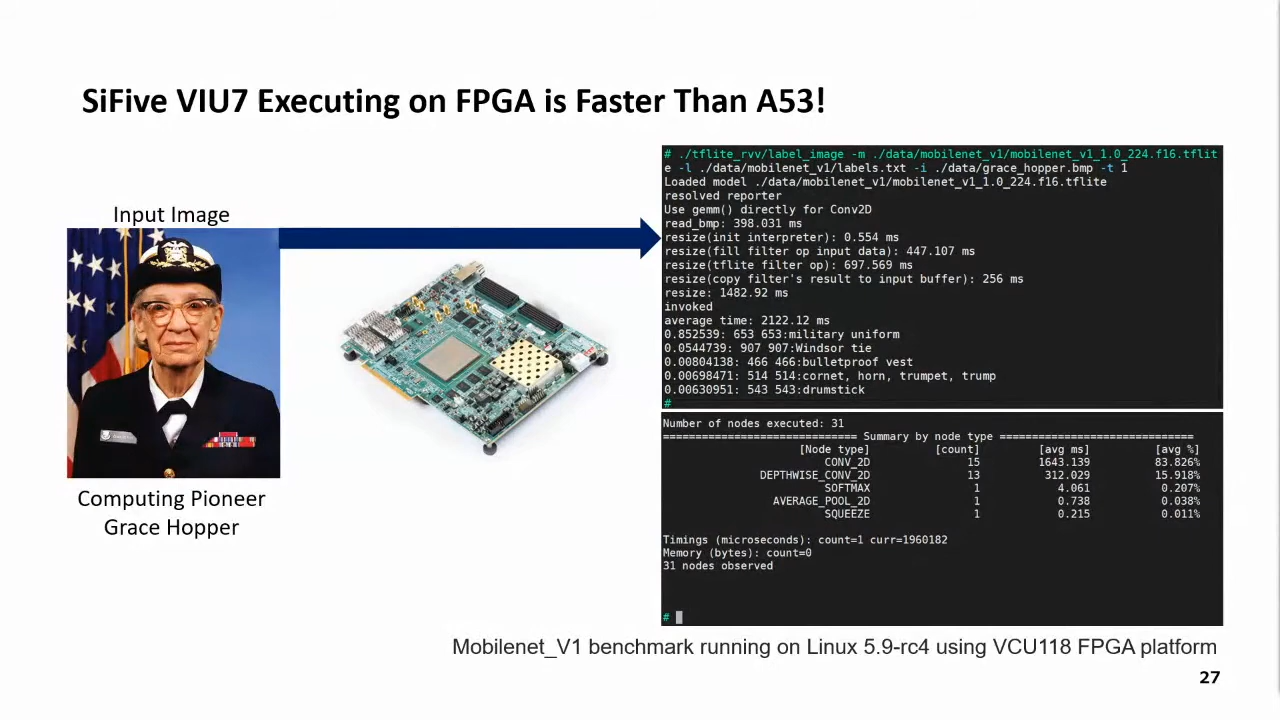 SiFive VIU7 Executing on FPGA is Faster Than A53!
Input Image
Computing Pioneer
Grace Hopper
# ./tflite_rvv/label_image -m ./data/mobilenet_v1/mobilenet_v1_1.0_224.f16.tflit
e -l ./data/mobilenet_v1/labels.txt -i ./data/grace_hopper.bmp -t 1
Loaded model ./data/mobilenet_v1/mobilenet_v1_1.0_224.f16.tflite
resolved reporter
Use gemm() directly for Conv2D
read_bmp: 398.031 ms
resize(init interpreter): 0.554 ms
resize(fill filter op input data): 447.107 ms
resize(tflite filter op): 697.569 ms
resize(copy filter's result to input buffer): 256 ms
resize: 1482.92 ms
invoked
average time: 2122.12 ms
0.852539: 653 653:military uniform
0.0544739: 907 907:Windsor tie
0.00804138: 466 466:bulletproof vest
0.00698471: 514 514:cornet, horn, trumpet, trump
0.00630951: 543 543:drumstick
#
Number of nodes executed: 31
============================== Summary by node type ==============================
[Node type] [count] [avg ms] [avg %]
CONV_2D 15 1643.139 83.826%
DEPTHWISE_CONV_2D 13 312.029 15.918%
SOFTMAX 1 4.061 0.207%
AVERAGE_POOL_2D 1 0.738 0.038%
SQUEEZE 1 0.215 0.011%
Timings (microseconds): count=1 curr=1960182
Memory (bytes): count=0
31 nodes observed
#
Mobilenet_V1 benchmark running on Linux 5.9-rc4 using VCU118 FPGA platform
27